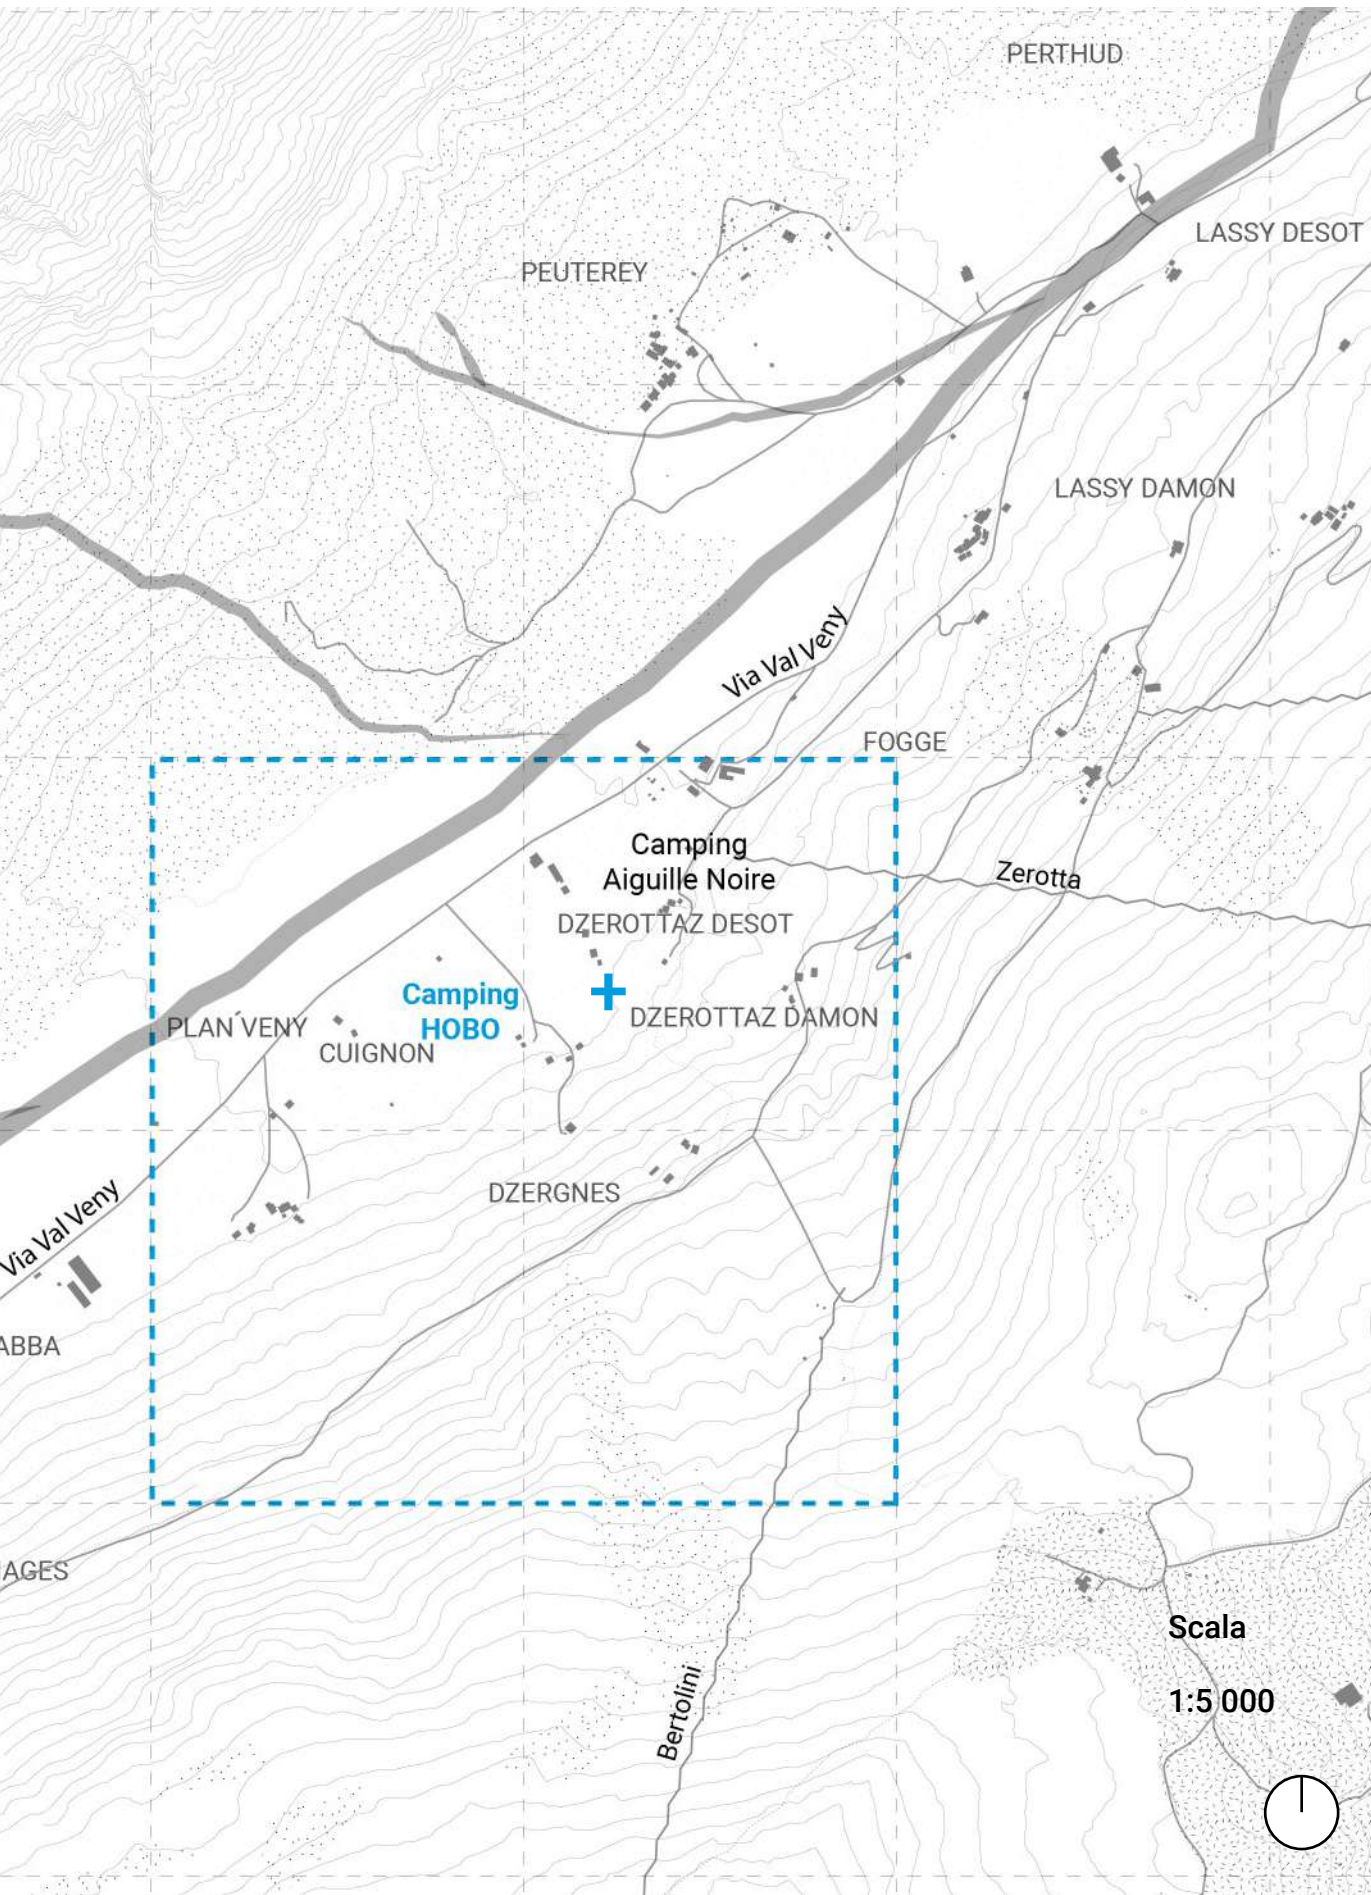 PERTHUD
LASSY DESOT
PEUTEREY
LASSY DAMON
Via Val Veny
FOGGE
Camping
Aiguille Noire
Zerotta
DZEROTTAZ DESOT
Camping
HOBO
DZEROTTAZ DAMON
PLAN VENY
CUIGNON
DZERGNES
Via Val Veny
ABBA
IAGES
Scala
1:5 000
Bertolini